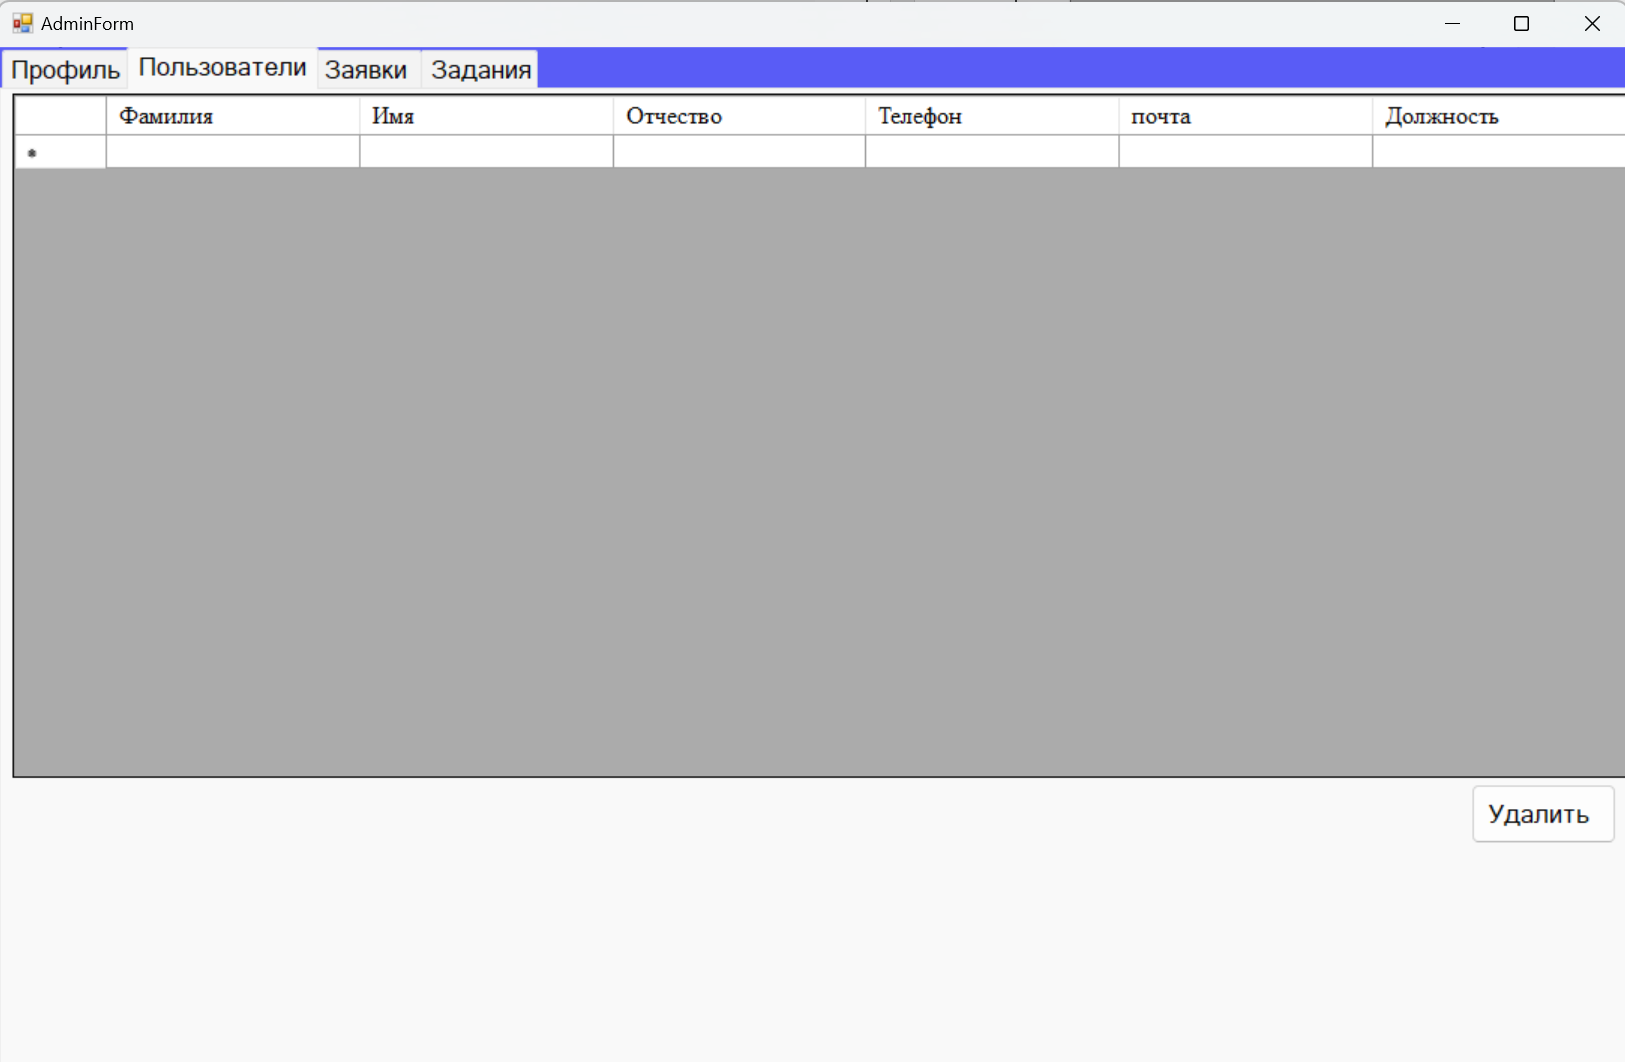 AdminForm
Профиль Пользователи Заявки Задания
Фамилия Имя Отчество Телефон почта Должность
Удалить